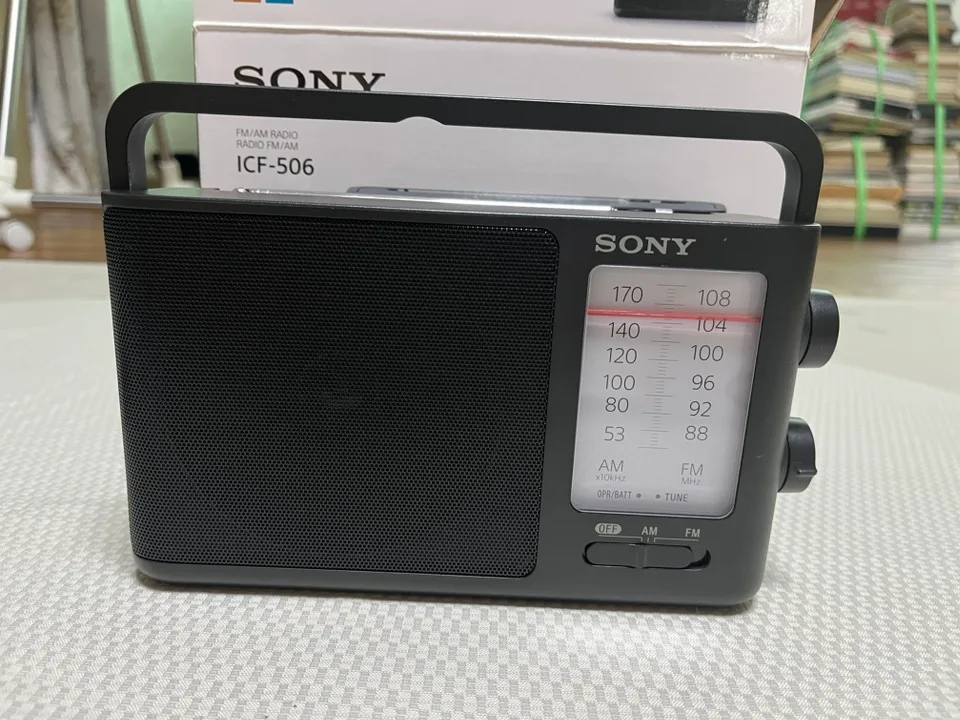 SONY
FM/AM RADIO
RADIO FM/AM
ICF-506
SONY
170 108
140 104
120 100
100 96
80 92
53 88
AM FM
x10kHz MHz
OPR/BATT • • TUNE
OFF AM FM